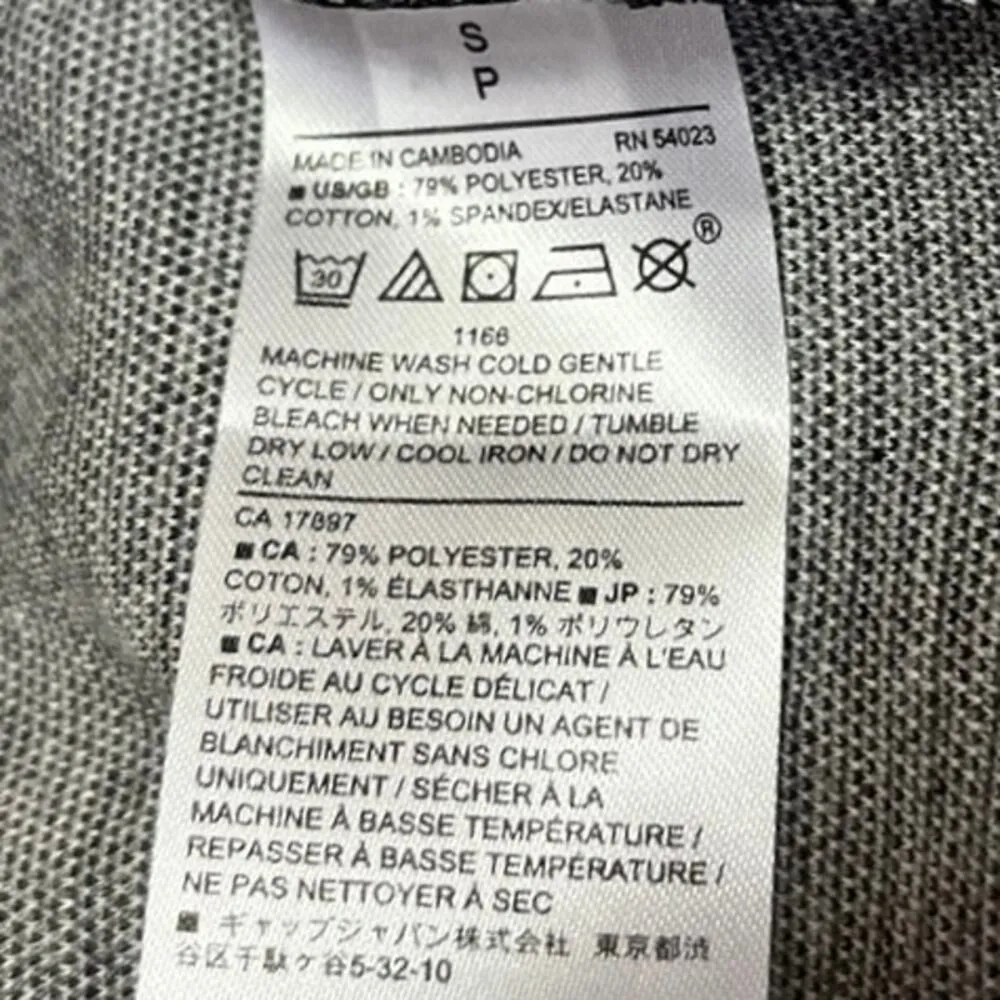 S
P
MADE IN CAMBODIA RN 54023
■ US/GB : 79% POLYESTER, 20%
COTTON, 1% SPANDEX/ELASTANE
30 ®
1166
MACHINE WASH COLD GENTLE
CYCLE / ONLY NON-CHLORINE
BLEACH WHEN NEEDED / TUMBLE
DRY LOW / COOL IRON / DO NOT DRY
CLEAN
CA 17897
■ CA : 79% POLYESTER, 20%
COTON, 1% ÉLASTHANNE ■ JP : 79%
ポリエステル, 20% 綿, 1% ポリウレタン
■ CA : LAVER À LA MACHINE À L'EAU
FROIDE AU CYCLE DÉLICAT /
UTILISER AU BESOIN UN AGENT DE
BLANCHIMENT SANS CHLORE
UNIQUEMENT / SÉCHER À LA
MACHINE À BASSE TEMPÉRATURE /
REPASSER À BASSE TEMPÉRATURE /
NE PAS NETTOYER À SEC
■ ギャップジャパン株式会社 東京都渋
谷区千駄ヶ谷5-32-10